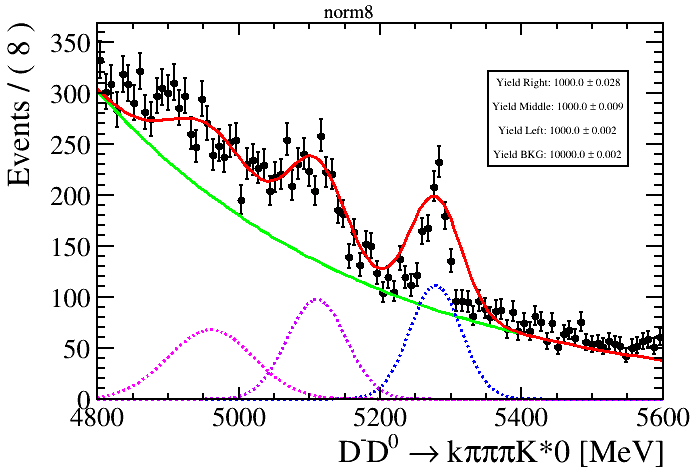 norm8
Events / ( 8 )
350
300
250
200
150
100
50
0
Yield Right: 1000.0 ± 0.028
Yield Middle: 1000.0 ± 0.009
Yield Left: 1000.0 ± 0.002
Yield BKG: 10000.0 ± 0.002
4800 5000 5200 5400 5600
D⁻D⁰ → kπππK*0 [MeV]